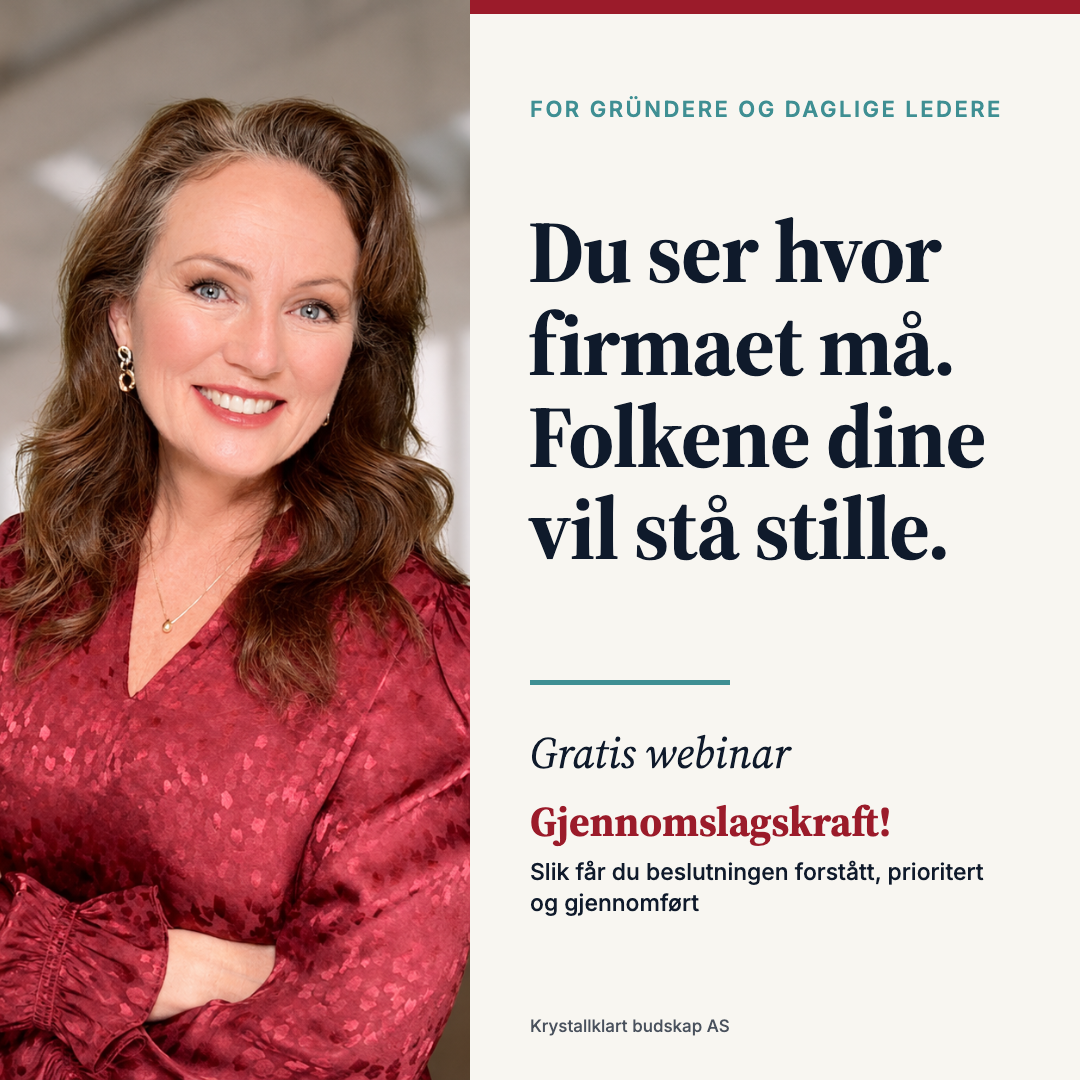 FOR GRÜNDERE OG DAGLIGE LEDERE
Du ser hvor
firmaet må.
Folkene dine
vil stå stille.
Gratis webinar
Gjennomslagskraft!
Slik får du beslutningen forstått, prioritert
og gjennomført
Krystallklart budskap AS